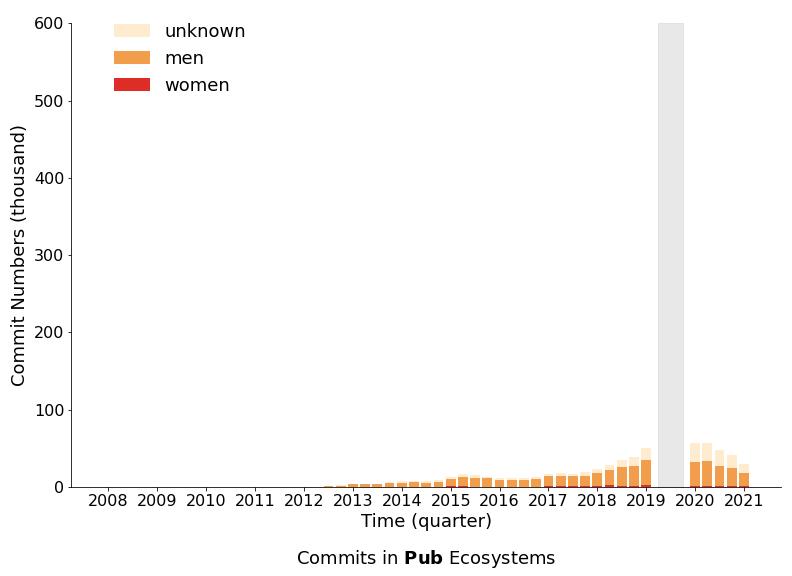 unknown
men
women
600
500
400
300
200
100
0
Commit Numbers (thousand)
2008 2009 2010 2011 2012 2013 2014 2015 2016 2017 2018 2019 2020 2021
Time (quarter)
Commits in Pub Ecosystems